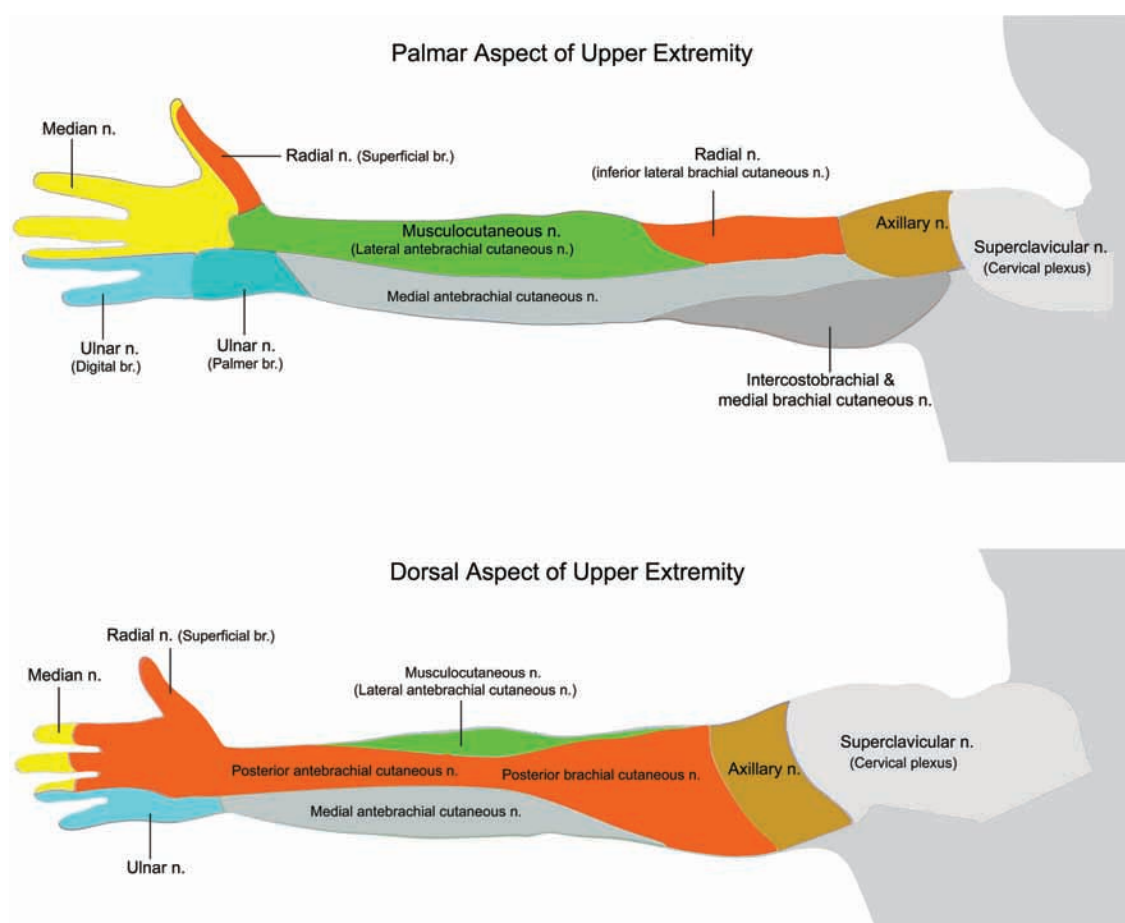 Palmar Aspect of Upper Extremity
Median n.
Radial n. (Superficial br.)
Radial n.
(inferior lateral brachial cutaneous n.)
Musculocutaneous n.
(Lateral antebrachial cutaneous n.)
Axillary n.
Superclavicular n.
(Cervical plexus)
Medial antebrachial cutaneous n.
Ulnar n.
(Digital br.)
Ulnar n.
(Palmer br.)
Intercostobrachial &
medial brachial cutaneous n.
Dorsal Aspect of Upper Extremity
Radial n. (Superficial br.)
Median n.
Musculocutaneous n.
(Lateral antebrachial cutaneous n.)
Posterior antebrachial cutaneous n.
Posterior brachial cutaneous n.
Axillary n.
Superclavicular n.
(Cervical plexus)
Medial antebrachial cutaneous n.
Ulnar n.